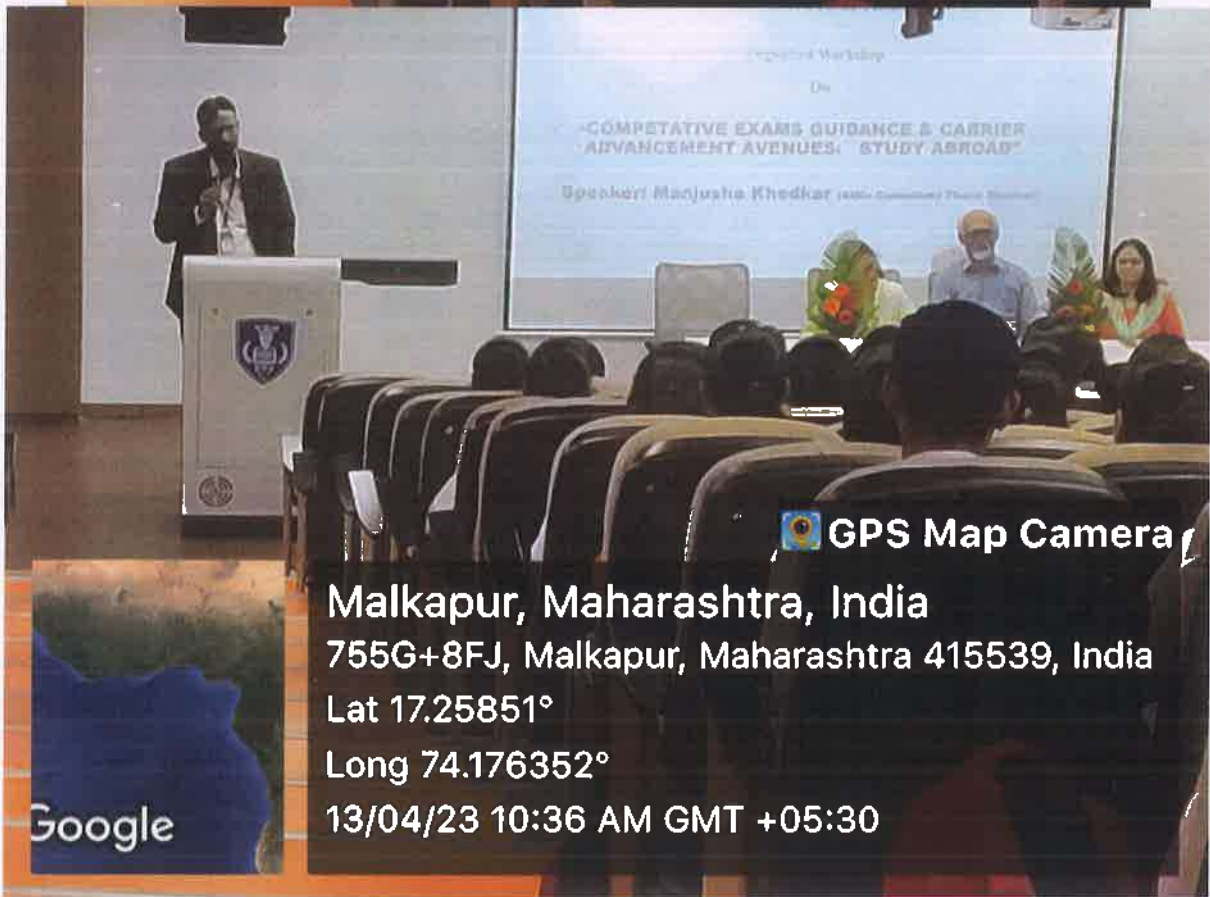 Workshop
On
"COMPETATIVE EXAMS GUIDANCE & CARRIER
ADVANCEMENT AVENUES: "STUDY ABROAD"
Speaker: Manjusha Khedkar
GPS Map Camera
Malkapur, Maharashtra, India
755G+8FJ, Malkapur, Maharashtra 415539, India
Lat 17.25851°
Long 74.176352°
13/04/23 10:36 AM GMT +05:30
Google